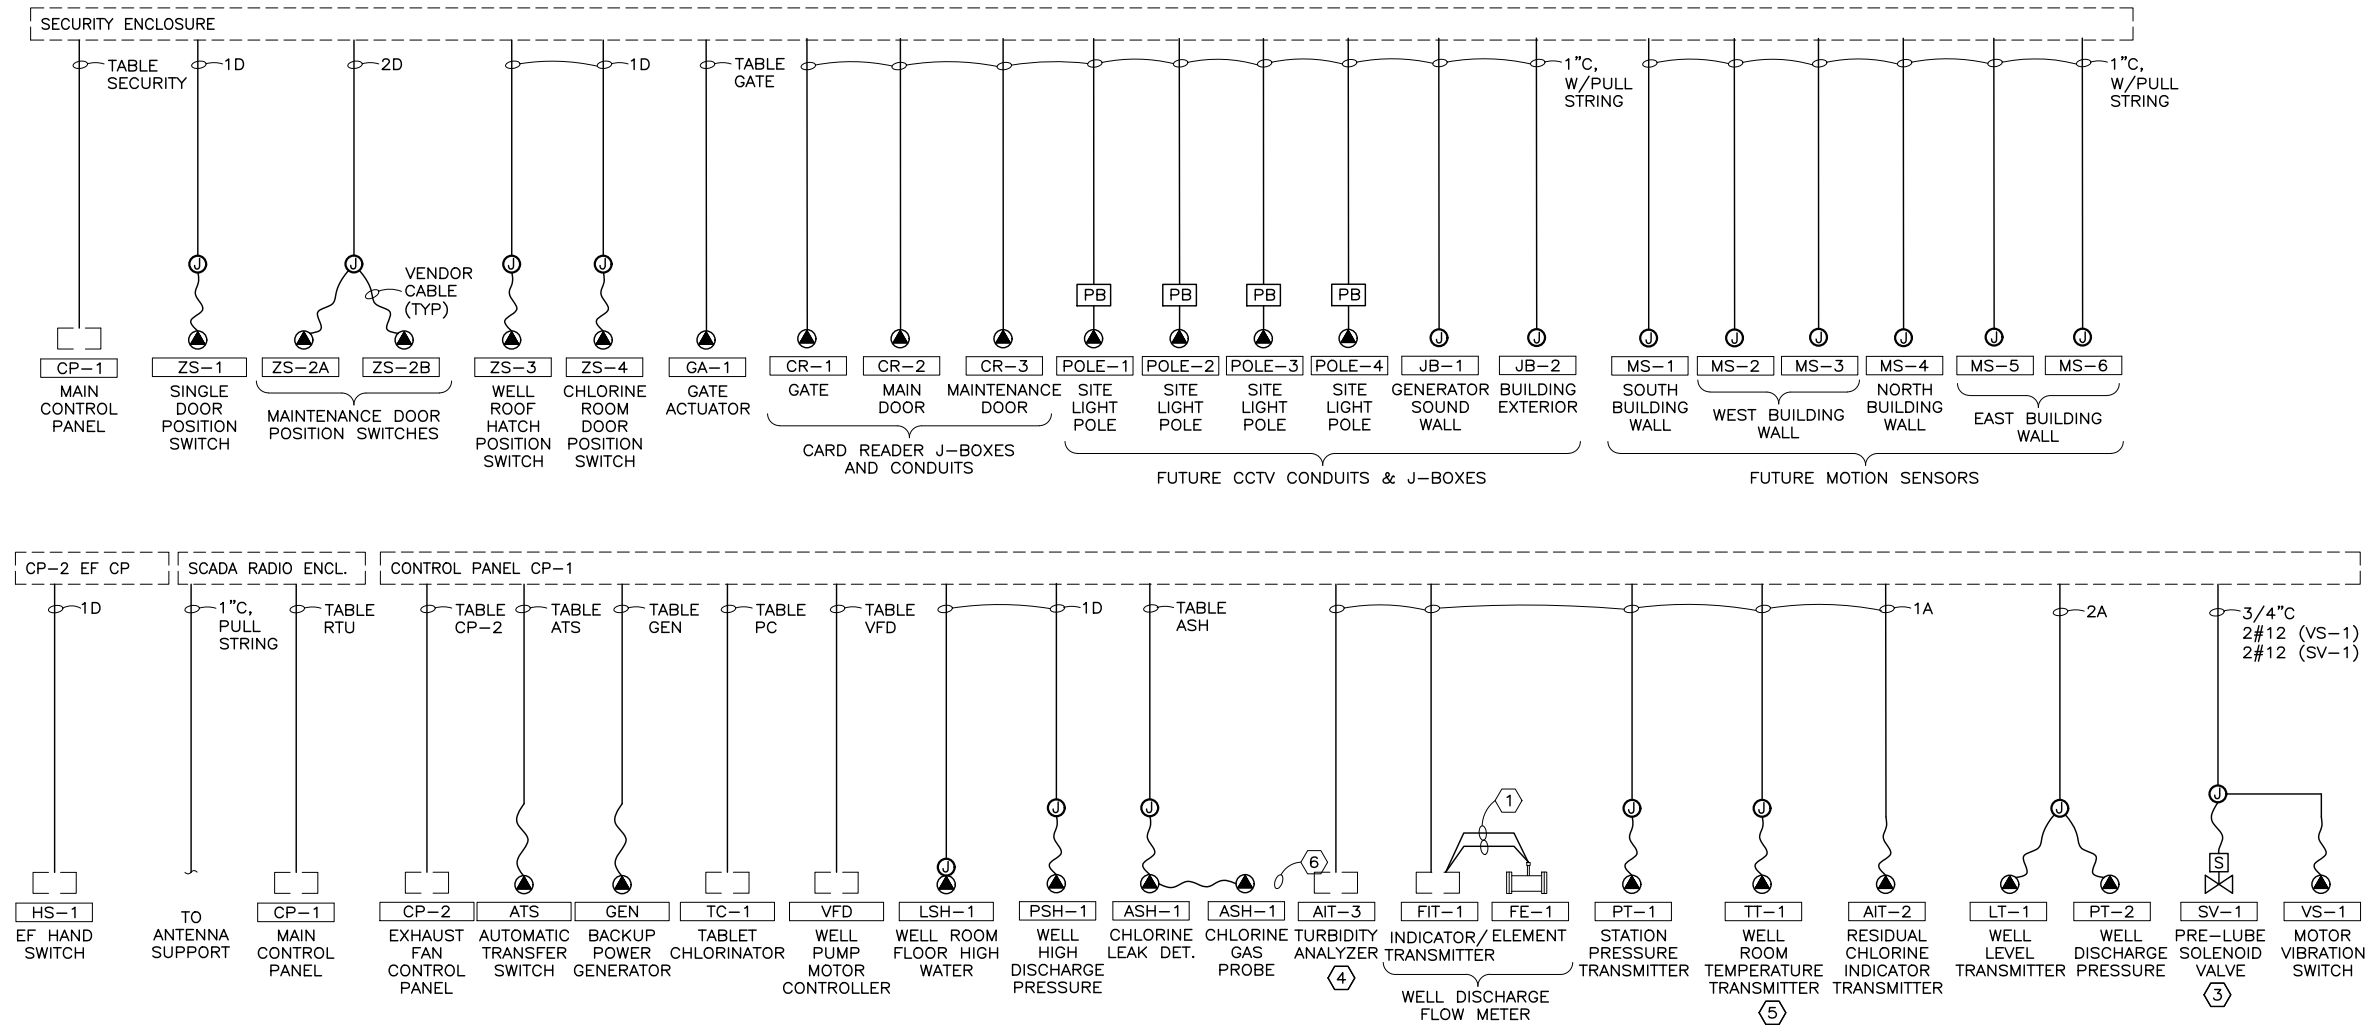 SECURITY ENCLOSURE
TABLE
SECURITY
1D
2D
1D
TABLE
GATE
1"C,
W/PULL
STRING
1"C,
W/PULL
STRING
J
J
J
J
VENDOR
CABLE
(TYP)
PB
PB
PB
PB
J
J
J
J
J
J
J
J
CP-1
MAIN
CONTROL
PANEL
ZS-1
SINGLE
DOOR
POSITION
SWITCH
ZS-2A
ZS-2B
MAINTENANCE DOOR
POSITION SWITCHES
ZS-3
WELL
ROOF
HATCH
POSITION
SWITCH
ZS-4
CHLORINE
ROOM
DOOR
POSITION
SWITCH
GA-1
GATE
ACTUATOR
CR-1
GATE
CR-2
MAIN
DOOR
CR-3
MAINTENANCE
DOOR
CARD READER J-BOXES
AND CONDUITS
POLE-1
SITE
LIGHT
POLE
POLE-2
SITE
LIGHT
POLE
POLE-3
SITE
LIGHT
POLE
POLE-4
SITE
LIGHT
POLE
JB-1
GENERATOR
SOUND
WALL
JB-2
BUILDING
EXTERIOR
FUTURE CCTV CONDUITS & J-BOXES
MS-1
SOUTH
BUILDING
WALL
MS-2
MS-3
WEST BUILDING
WALL
MS-4
NORTH
BUILDING
WALL
MS-5
MS-6
EAST BUILDING
WALL
FUTURE MOTION SENSORS
CP-2 EF CP
SCADA RADIO ENCL.
CONTROL PANEL CP-1
1D
1"C,
PULL
STRING
TABLE
RTU
TABLE
CP-2
TABLE
ATS
TABLE
GEN
TABLE
PC
TABLE
VFD
1D
TABLE
ASH
1A
2A
3/4"C
2#12 (VS-1)
2#12 (SV-1)
J
J
J
J
J
J
J
1
6
S
HS-1
EF HAND
SWITCH
TO
ANTENNA
SUPPORT
CP-1
MAIN
CONTROL
PANEL
CP-2
EXHAUST
FAN
CONTROL
PANEL
ATS
AUTOMATIC
TRANSFER
SWITCH
GEN
BACKUP
POWER
GENERATOR
TC-1
TABLET
CHLORINATOR
VFD
WELL
PUMP
MOTOR
CONTROLLER
LSH-1
WELL ROOM
FLOOR HIGH
WATER
PSH-1
WELL
HIGH
DISCHARGE
PRESSURE
ASH-1
CHLORINE
LEAK DET.
ASH-1
CHLORINE
GAS
PROBE
AIT-3
TURBIDITY
ANALYZER
4
FIT-1
INDICATOR/
TRANSMITTER
FE-1
ELEMENT
WELL DISCHARGE
FLOW METER
PT-1
STATION
PRESSURE
TRANSMITTER
TT-1
WELL
ROOM
TEMPERATURE
TRANSMITTER
5
AIT-2
RESIDUAL
CHLORINE
INDICATOR
TRANSMITTER
LT-1
WELL
LEVEL
TRANSMITTER
PT-2
WELL
DISCHARGE
PRESSURE
SV-1
PRE-LUBE
SOLENOID
VALVE
3
VS-1
MOTOR
VIBRATION
SWITCH